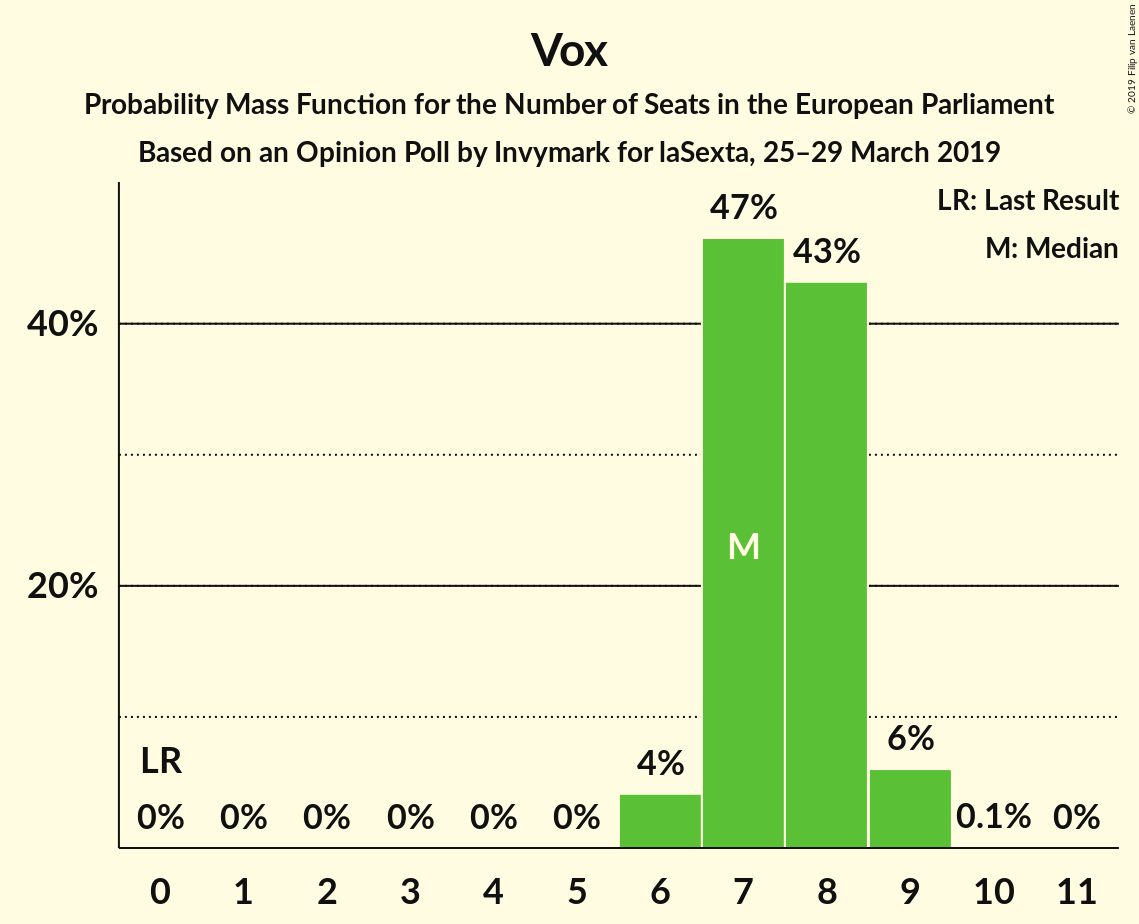 Vox
Probability Mass Function for the Number of Seats in the European Parliament
Based on an Opinion Poll by Invymark for laSexta, 25–29 March 2019
© 2019 Filip van Laenen
LR: Last Result
M: Median
47%
43%
40%
M
20%
LR
0% 0% 0% 0% 0% 0% 4% 6% 0.1% 0%
0 1 2 3 4 5 6 7 8 9 10 11